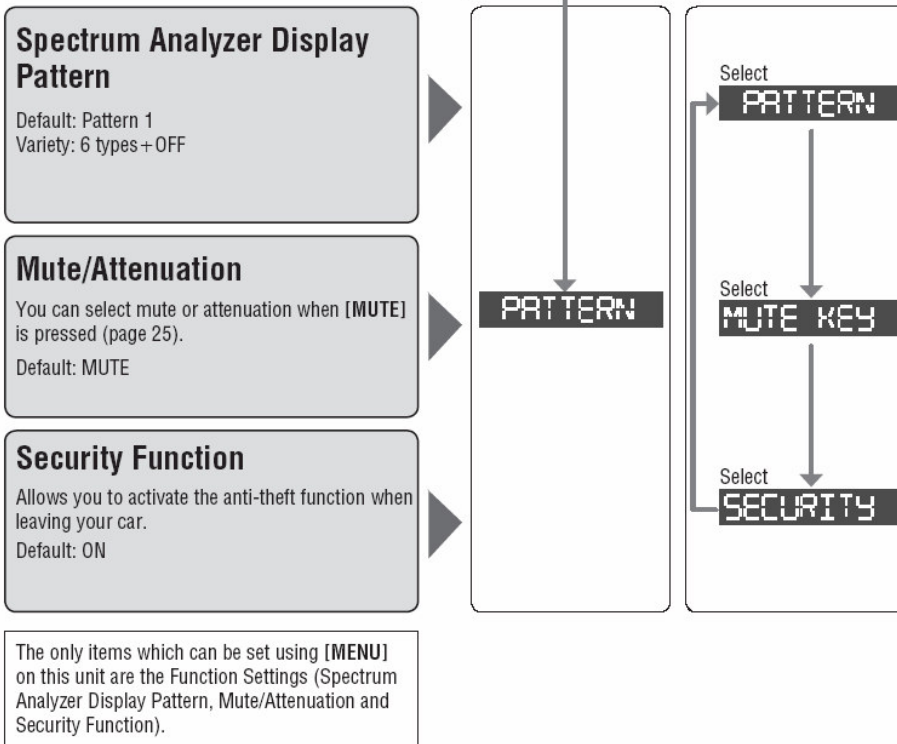 Spectrum Analyzer Display
Pattern
Default: Pattern 1
Variety: 6 types+OFF
Mute/Attenuation
You can select mute or attenuation when [MUTE]
is pressed (page 25).
Default: MUTE
Security Function
Allows you to activate the anti-theft function when
leaving your car.
Default: ON
The only items which can be set using [MENU]
on this unit are the Function Settings (Spectrum
Analyzer Display Pattern, Mute/Attenuation and
Security Function).
PATTERN
Select
PATTERN
Select
MUTE KEY
Select
SECURITY